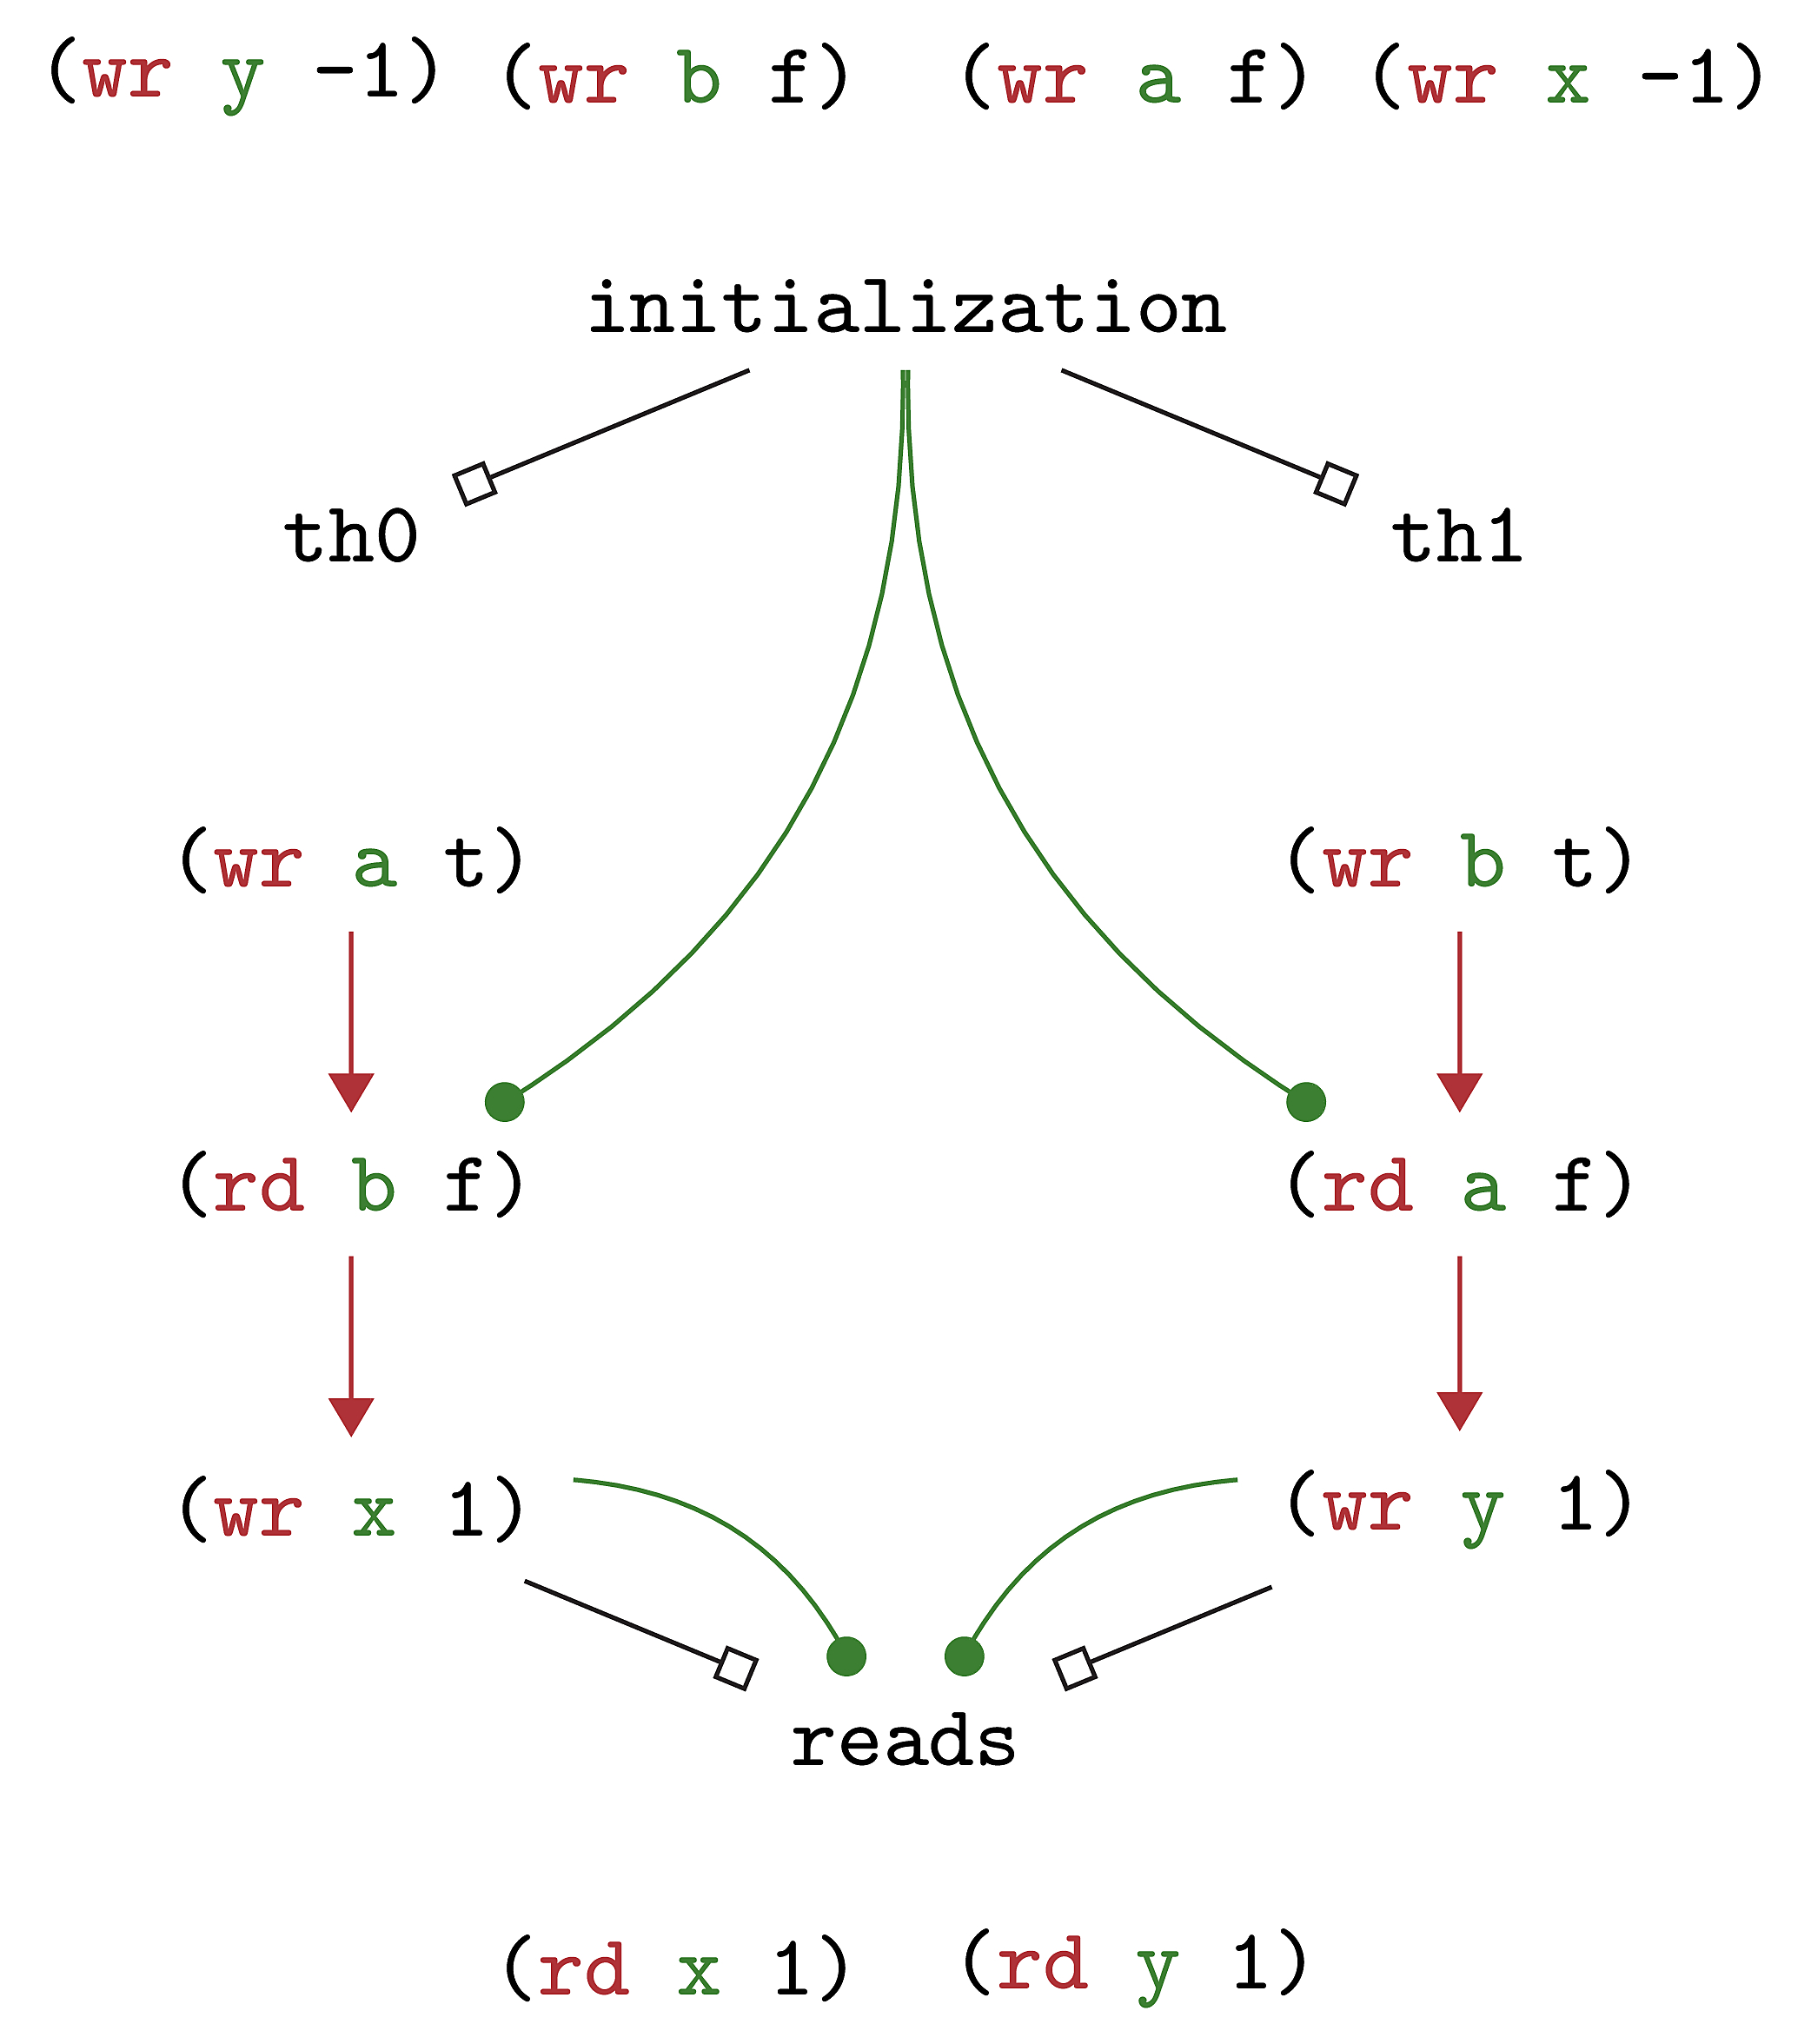 (wr y -1) (wr b f) (wr a f) (wr x -1)
initialization
th0 th1
(wr a t) (wr b t)
(rd b f) (rd a f)
(wr x 1) (wr y 1)
reads
(rd x 1) (rd y 1)